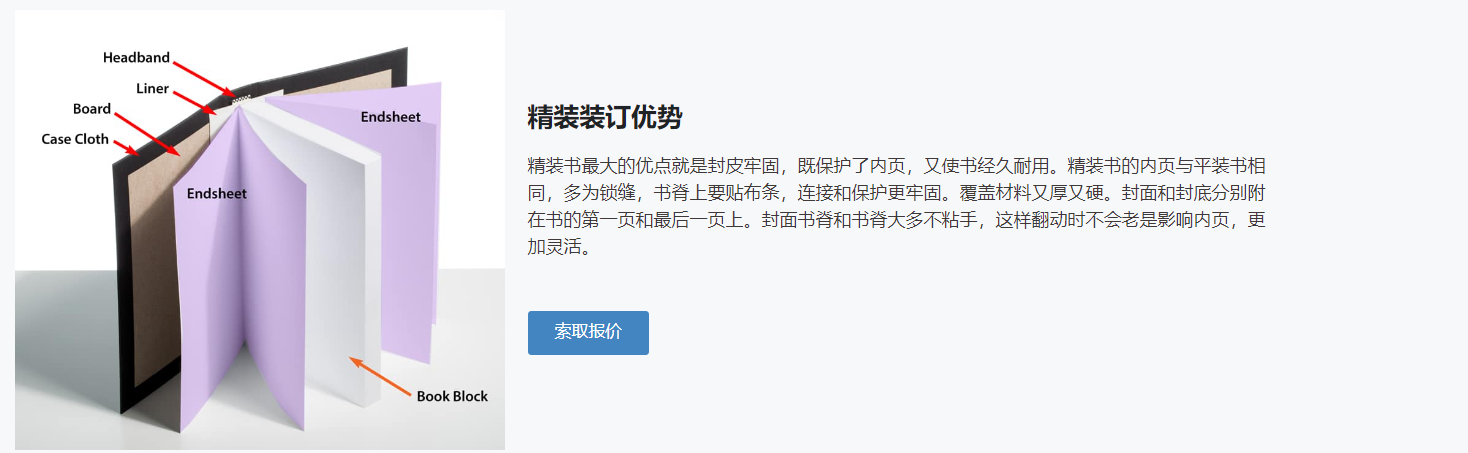 Headband
Liner
Board
Case Cloth
Endsheet
Endsheet
Book Block
精装装订优势
精装书最大的优点就是封皮牢固，既保护了内页，又使书经久耐用。精装书的内页与平装书相
同，多为锁缝，书脊上要贴布条，连接和保护更牢固。覆盖材料又厚又硬。封面和封底分别附
在书的第一页和最后一页上。封面书脊和书脊大多不粘手，这样翻动时不会老是影响内页，更
加灵活。
索取报价